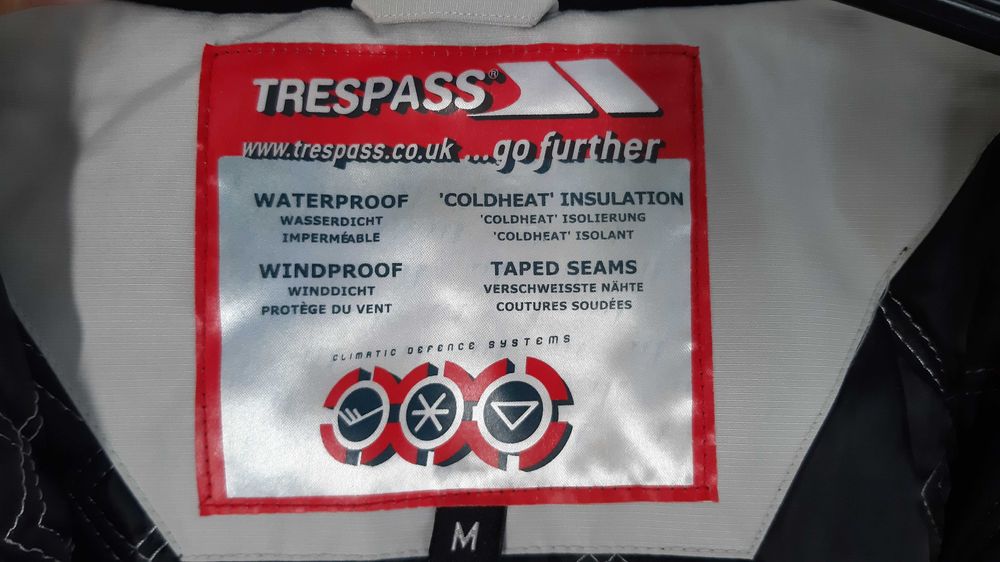 TRESPASS®
www.trespass.co.uk ...go further
WATERPROOF
WASSERDICHT
IMPERMÉABLE
'COLDHEAT' INSULATION
'COLDHEAT' ISOLIERUNG
'COLDHEAT' ISOLANT
WINDPROOF
WINDDICHT
PROTÈGE DU VENT
TAPED SEAMS
VERSCHWEISSTE NÄHTE
COUTURES SOUDÉES
CLIMATIC DEFENCE SYSTEMS
M